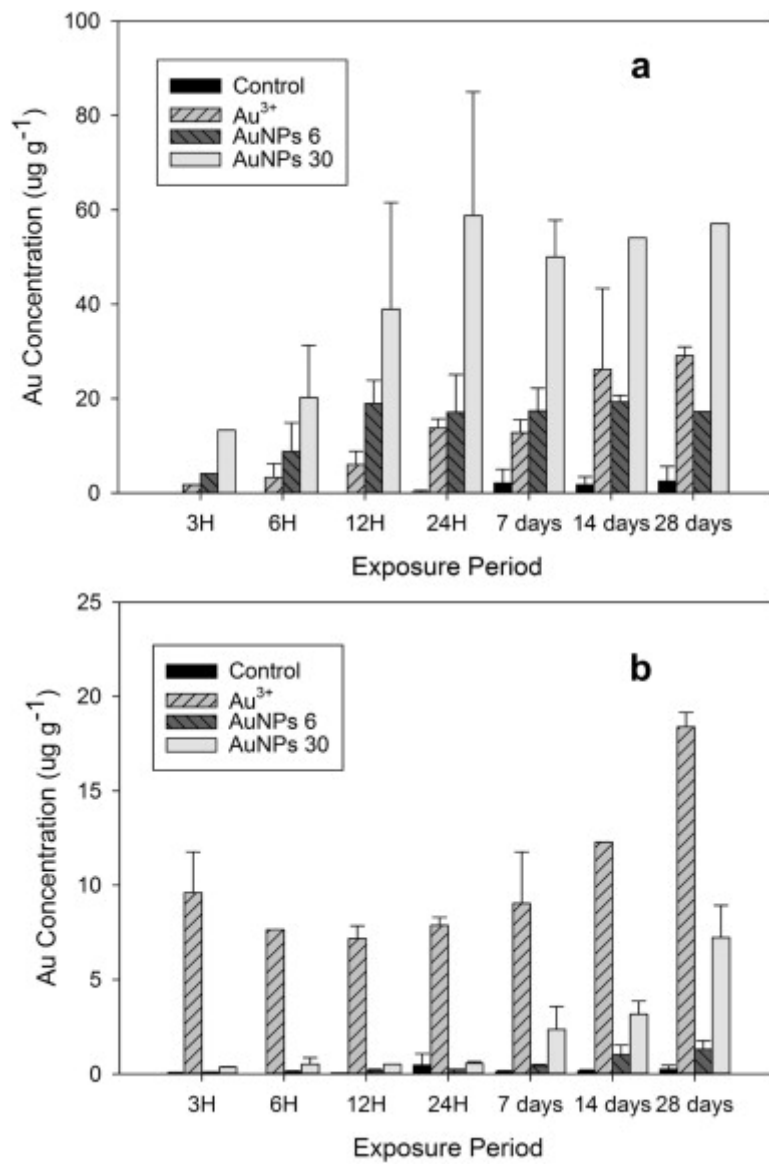 100
a
Control
Au³⁺
AuNPs 6
AuNPs 30
80
60
40
20
0
Au Concentration (ug g⁻¹)
3H 6H 12H 24H 7 days 14 days 28 days
Exposure Period
25
b
Control
Au³⁺
AuNPs 6
AuNPs 30
20
15
10
5
0
Au Concentration (ug g⁻¹)
3H 6H 12H 24H 7 days 14 days 28 days
Exposure Period